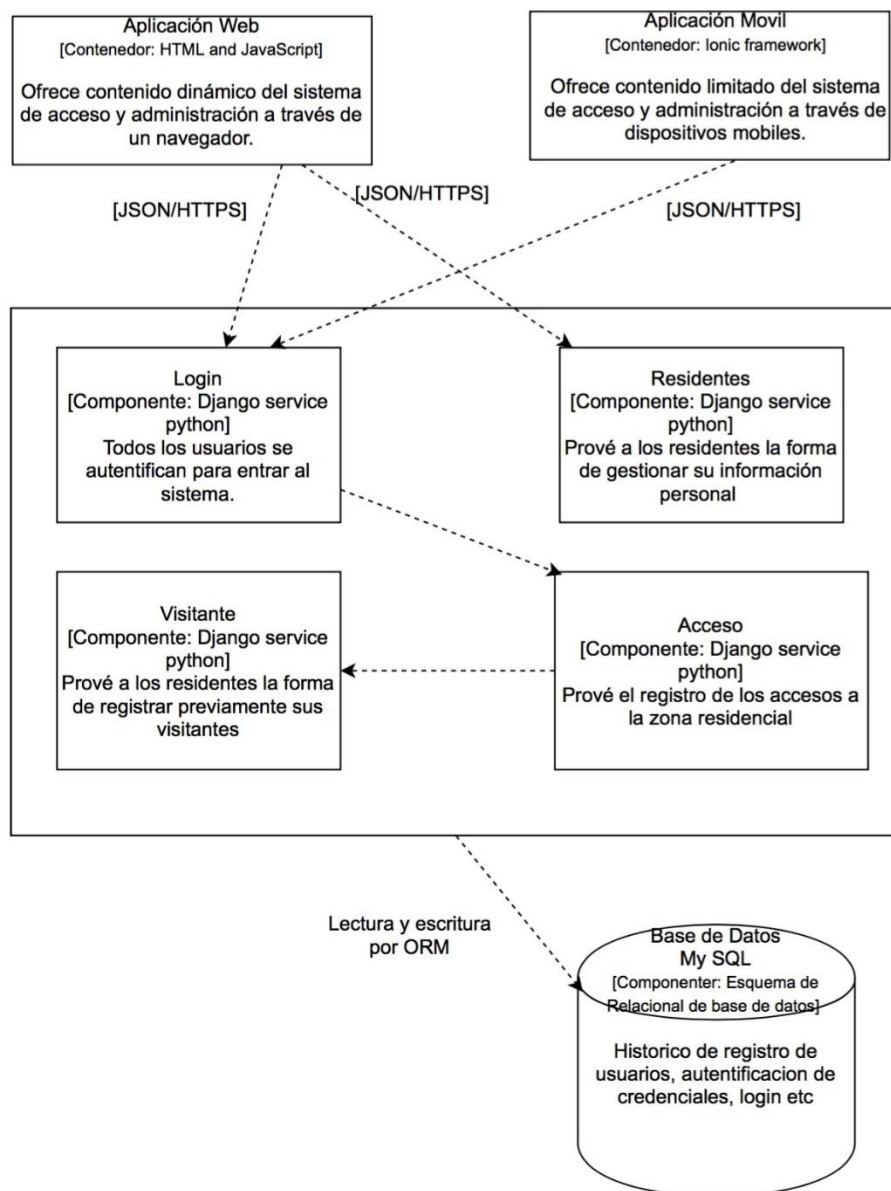 Aplicación Web
[Contenedor: HTML and JavaScript]
Ofrece contenido dinámico del sistema
de acceso y administración a través de
un navegador.
Aplicación Movil
[Contenedor: Ionic framework]
Ofrece contenido limitado del sistema
de acceso y administración a través de
dispositivos mobiles.
[JSON/HTTPS]
[JSON/HTTPS]
[JSON/HTTPS]
Login
[Componente: Django service
python]
Todos los usuarios se
autentifican para entrar al
sistema.
Residentes
[Componente: Django service
python]
Prové a los residentes la forma
de gestionar su información
personal
Visitante
[Componente: Django service
python]
Prové a los residentes la forma
de registrar previamente sus
visitantes
Acceso
[Componente: Django service
python]
Prové el registro de los accesos a
la zona residencial
Lectura y escritura
por ORM
Base de Datos
My SQL
[Componenter: Esquema de
Relacional de base de datos]
Historico de registro de
usuarios, autentificacion de
credenciales, login etc